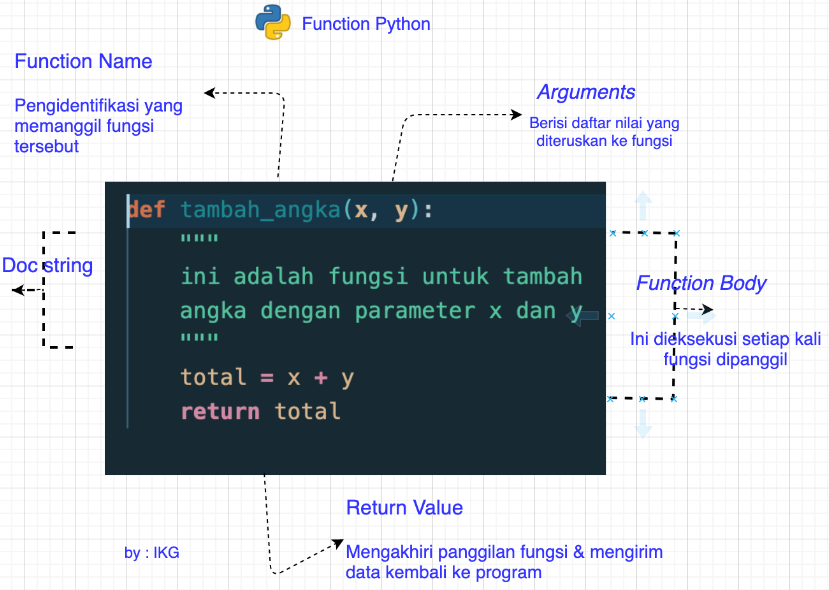 Function Python
Function Name
Pengidentifikasi yang
memanggil fungsi
tersebut
Arguments
Berisi daftar nilai yang
diteruskan ke fungsi
def tambah_angka(x, y):
"""
ini adalah fungsi untuk tambah
angka dengan parameter x dan y
"""
total = x + y
return total
Doc string
Function Body
Ini dieksekusi setiap kali
fungsi dipanggil
Return Value
Mengakhiri panggilan fungsi & mengirim
data kembali ke program
by : IKG